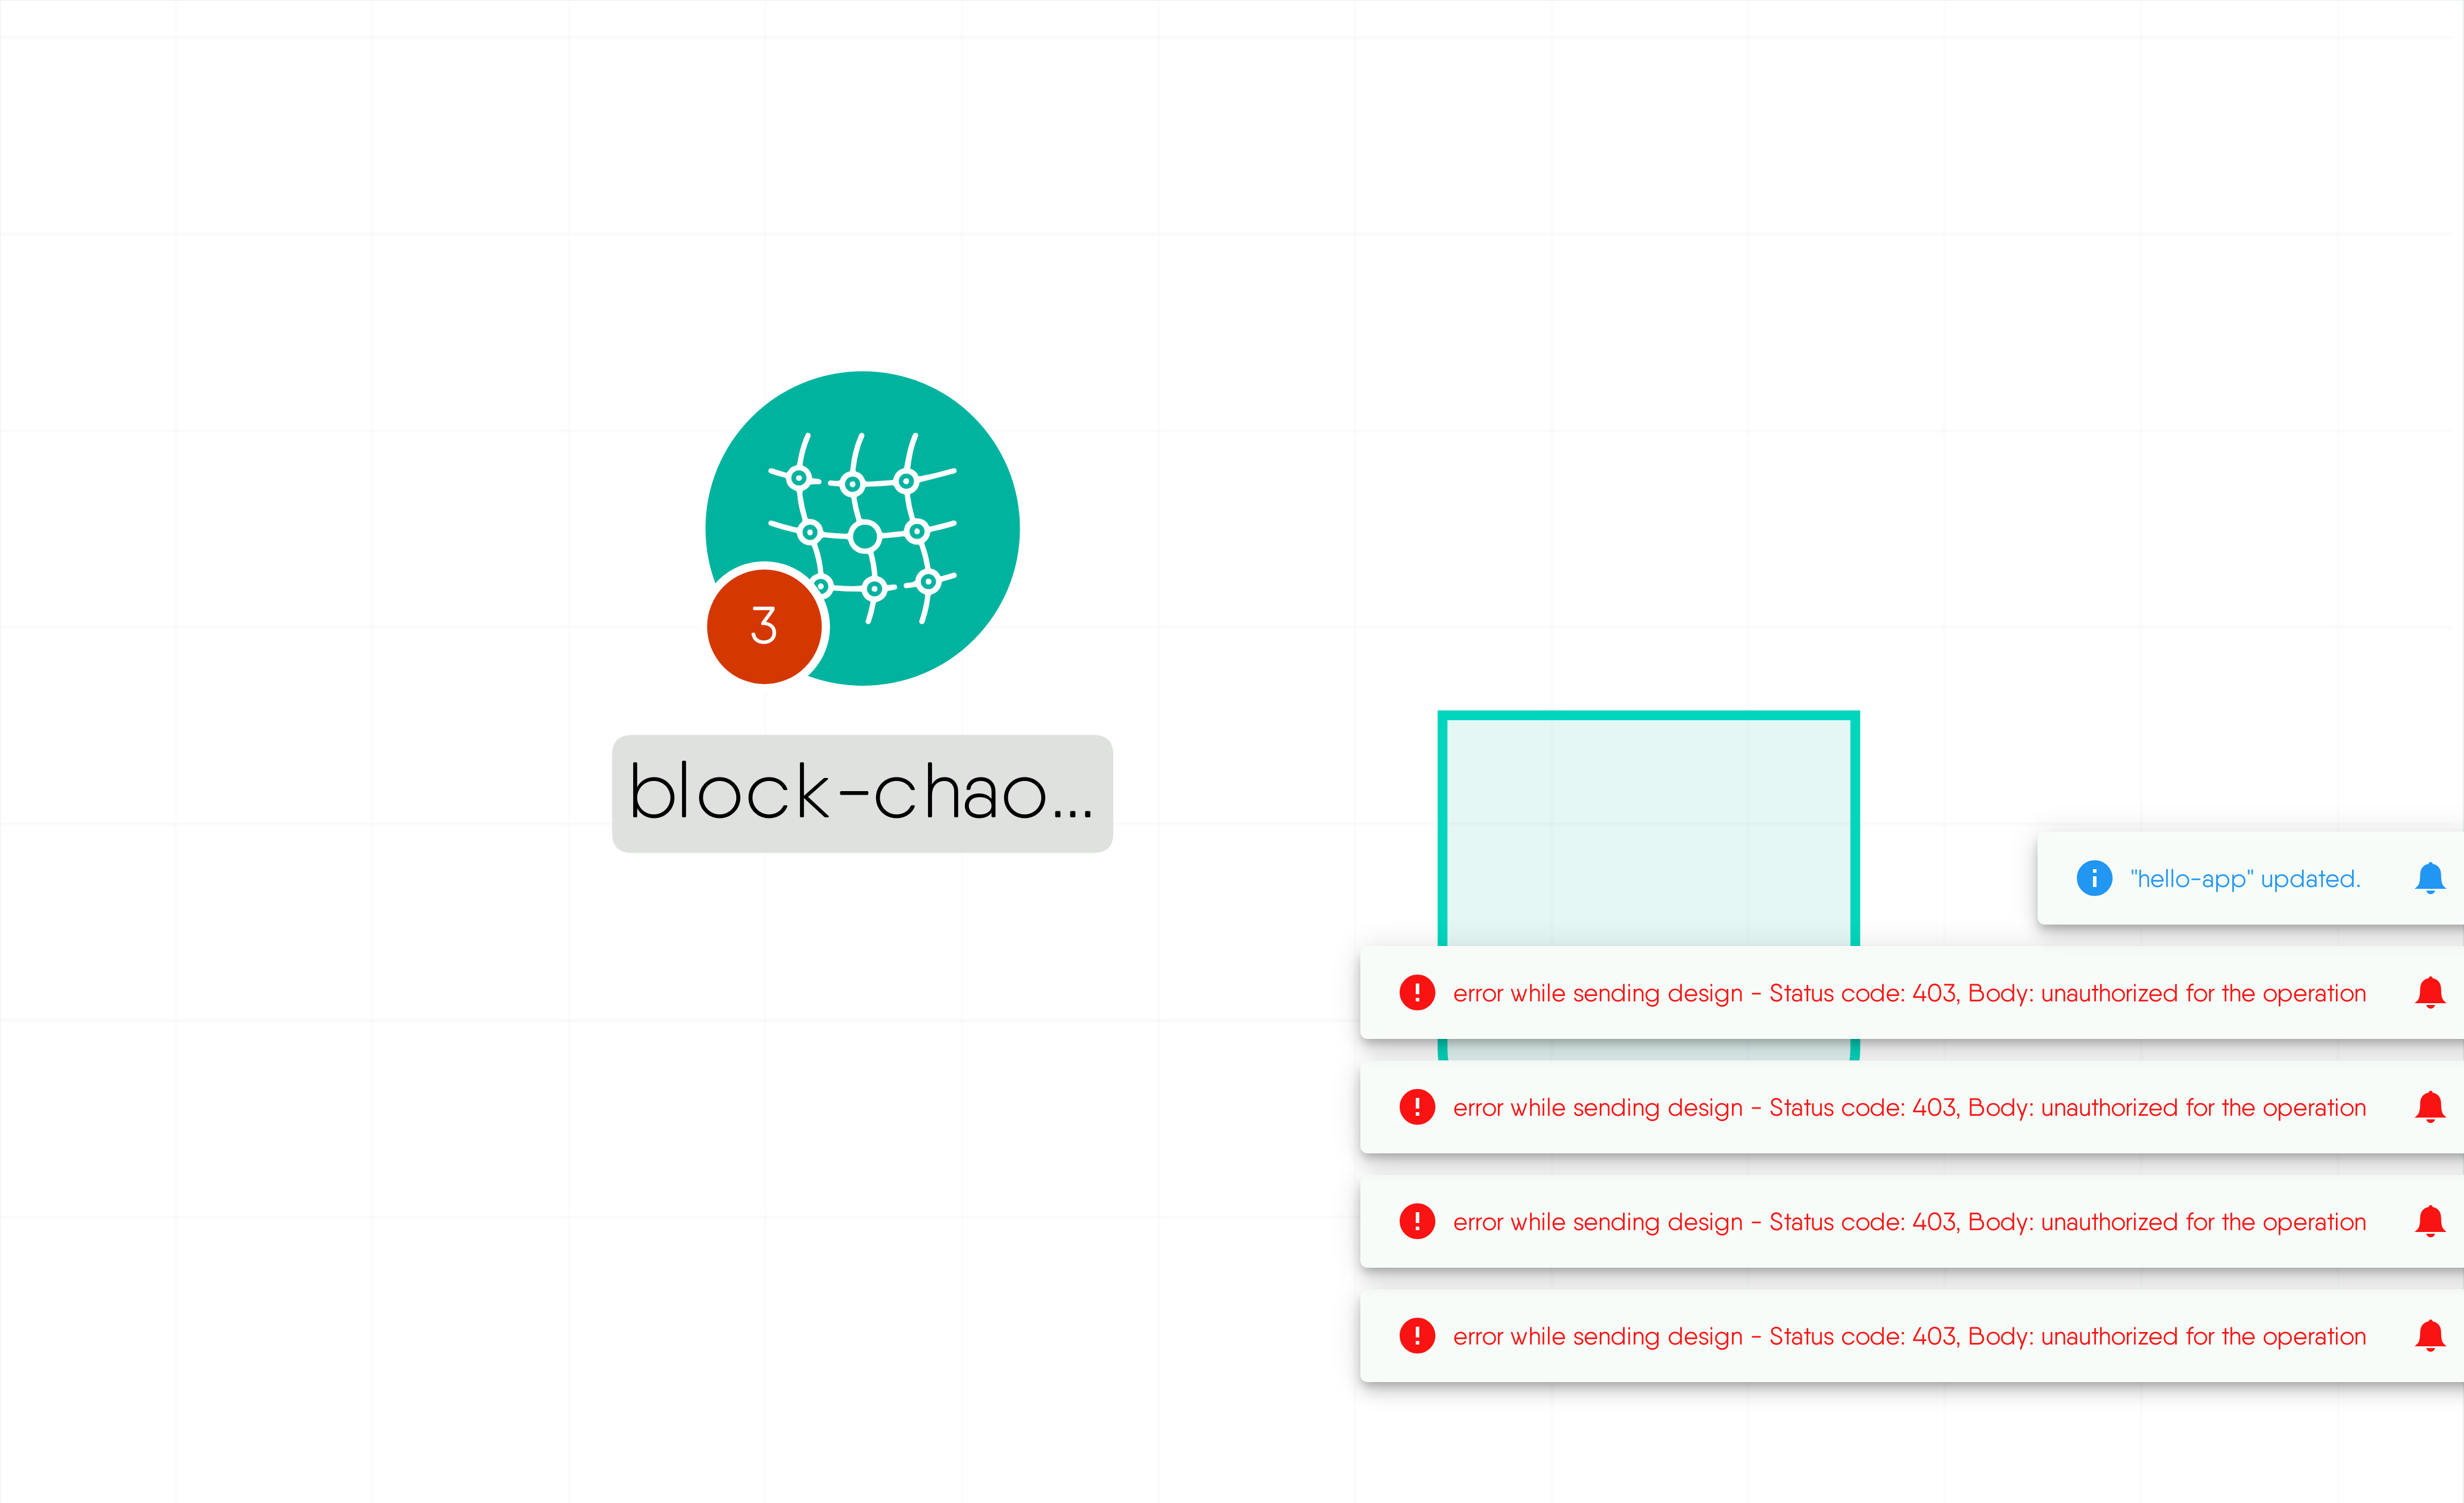 3
block-chao...
"hello-app" updated.
error while sending design - Status code: 403, Body: unauthorized for the operation
error while sending design - Status code: 403, Body: unauthorized for the operation
error while sending design - Status code: 403, Body: unauthorized for the operation
error while sending design - Status code: 403, Body: unauthorized for the operation